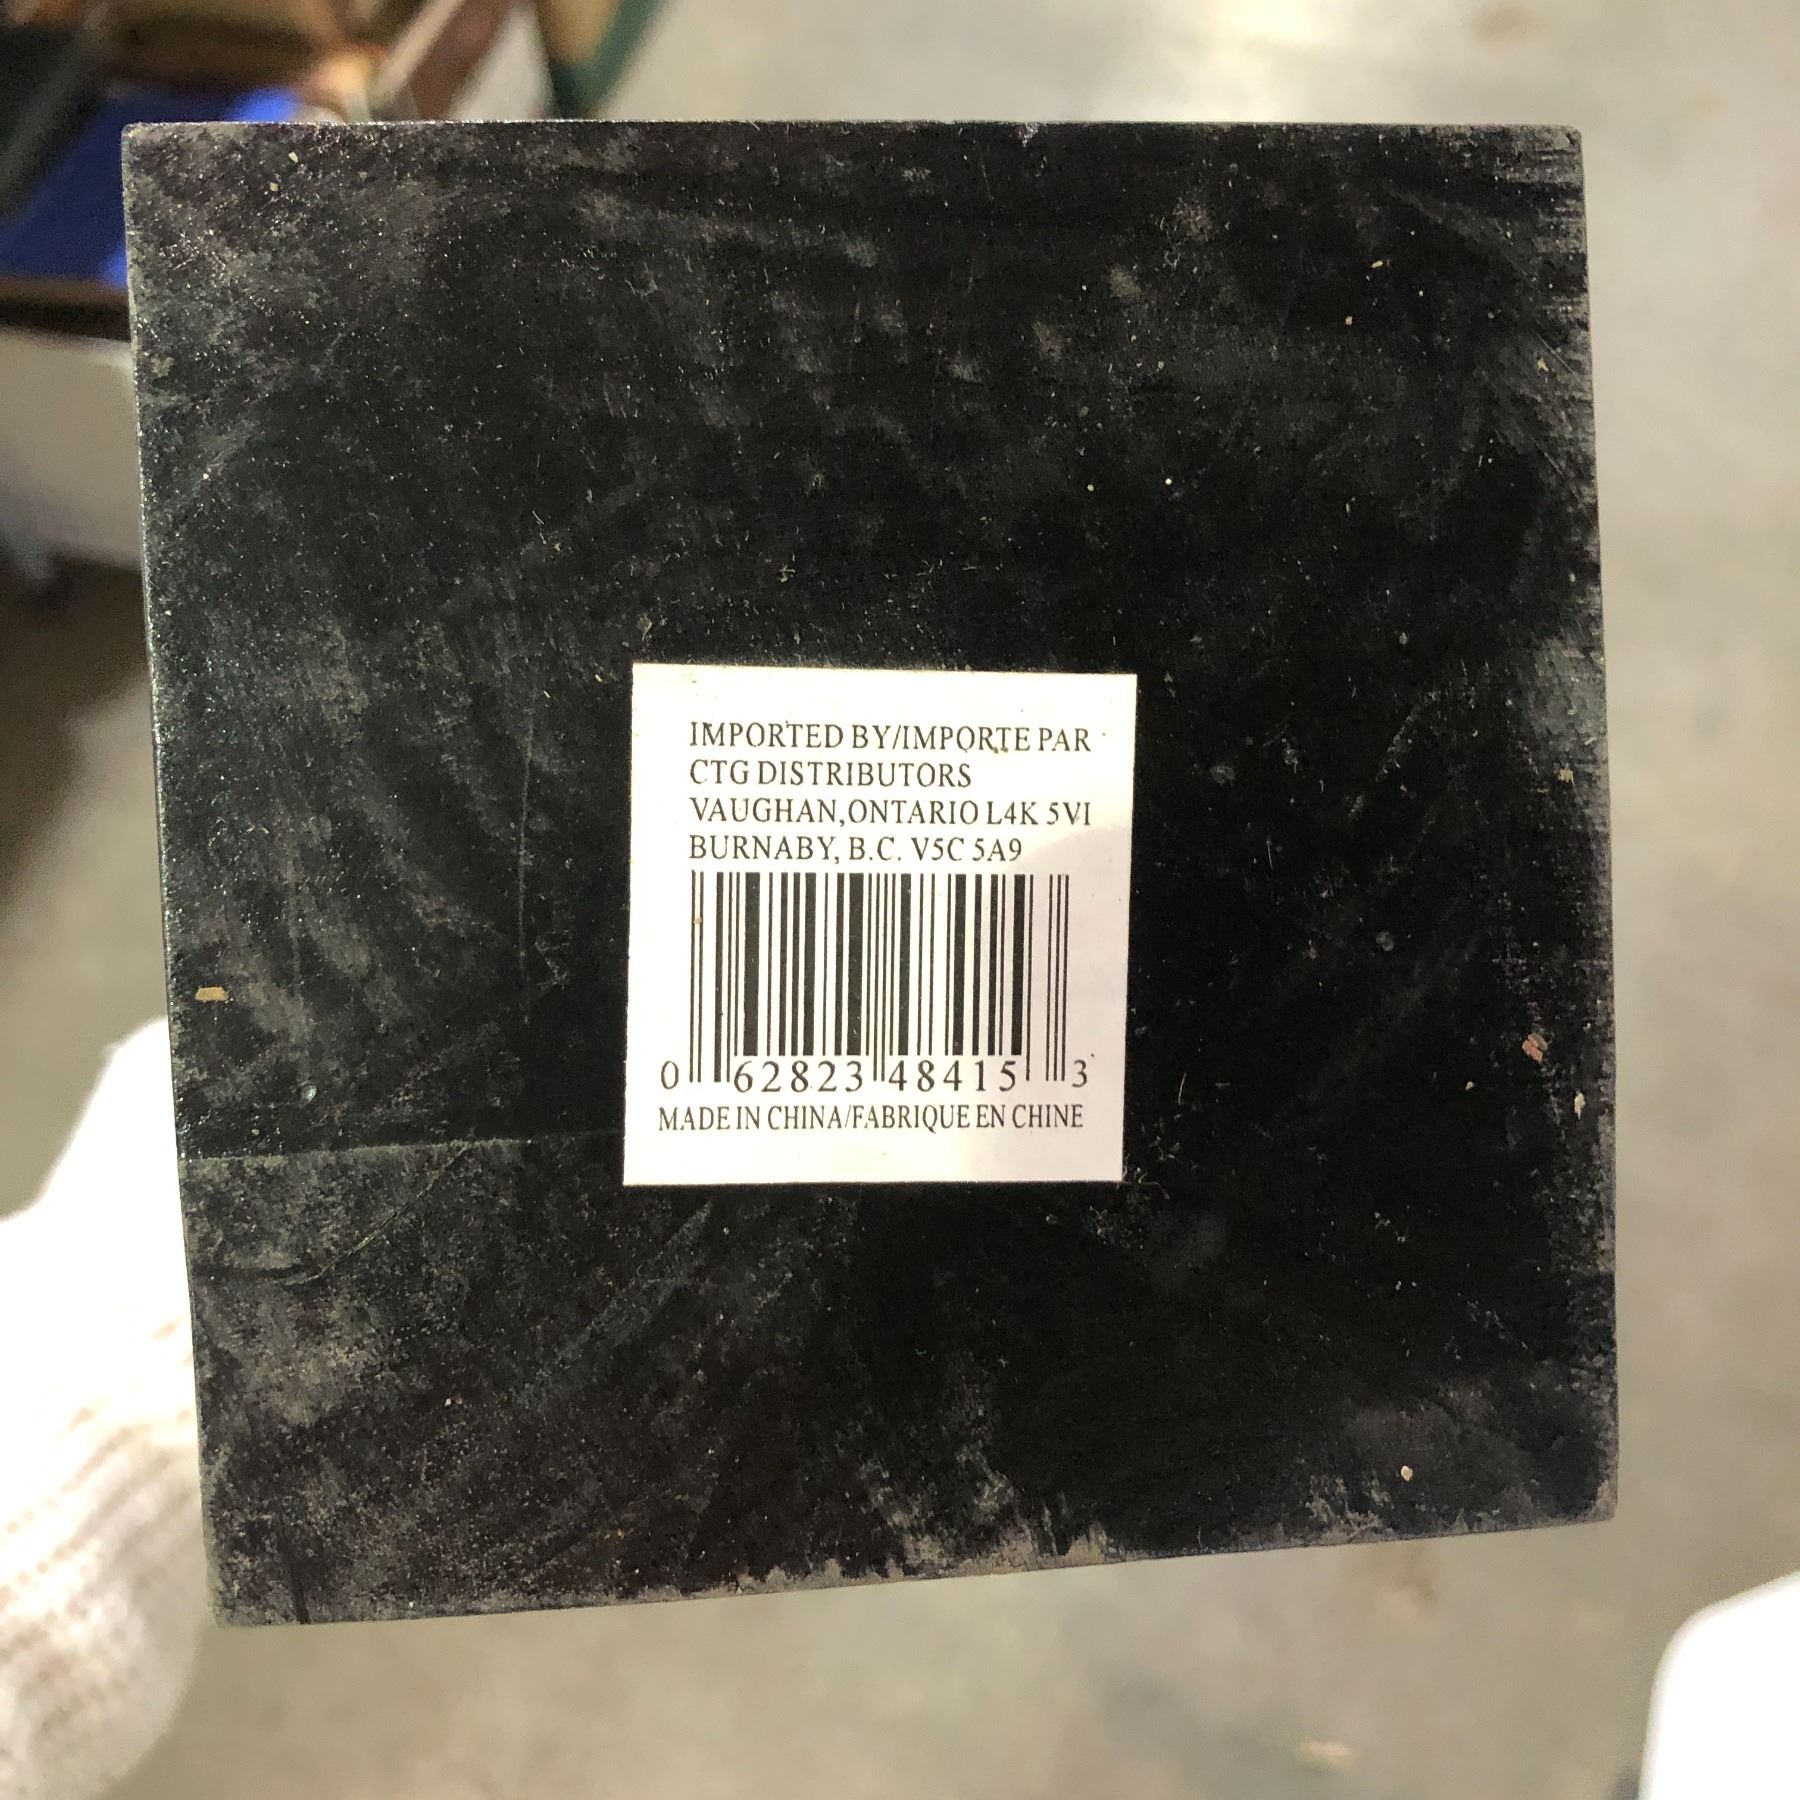 IMPORTED BY/IMPORTE PAR
CTG DISTRIBUTORS
VAUGHAN,ONTARIO L4K 5VI
BURNABY, B.C. V5C 5A9
0 62823 48415 3
MADE IN CHINA/FABRIQUE EN CHINE